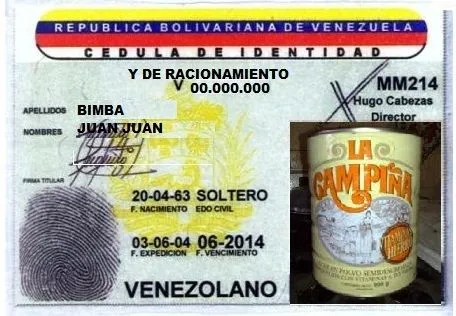 REPUBLICA BOLIVARIANA DE VENEZUELA
CEDULA DE IDENTIDAD
Y DE RACIONAMIENTO
V 00.000.000
MM214
Hugo Cabezas
Director
APELLIDOS BIMBA
NOMBRES JUAN JUAN
FIRMA TITULAR
20-04-63 SOLTERO
F. NACIMIENTO EDO CIVIL
03-06-04 06-2014
F. EXPEDICION F. VENCIMIENTO
VENEZOLANO
LA
CAMPIÑA